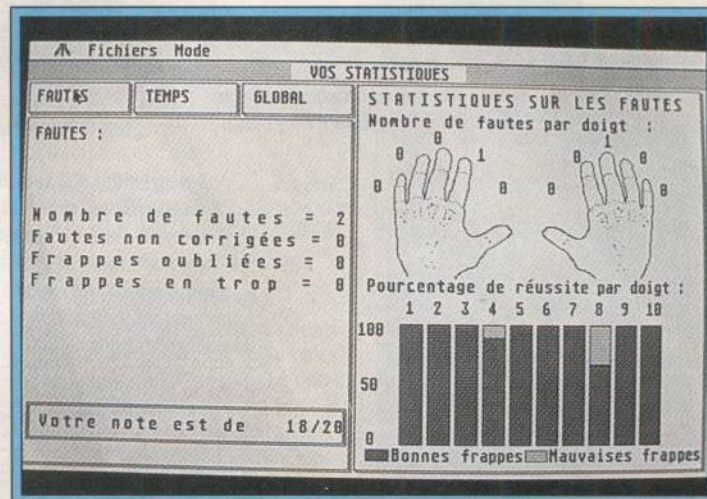 Fichiers Mode
VOS STATISTIQUES
FAUTES TEMPS GLOBAL
FAUTES :
Nombre de fautes = 2
Fautes non corrigées = 0
Frappes oubliées = 0
Frappes en trop = 0
Votre note est de 18/20
STATISTIQUES SUR LES FAUTES
Nombre de fautes par doigt :
0 1
0 1 0 0
0 0 0 0
Pourcentage de réussite par doigt :
1 2 3 4 5 6 7 8 9 10
100
50
0
Bonnes frappes Mauvaises frappes